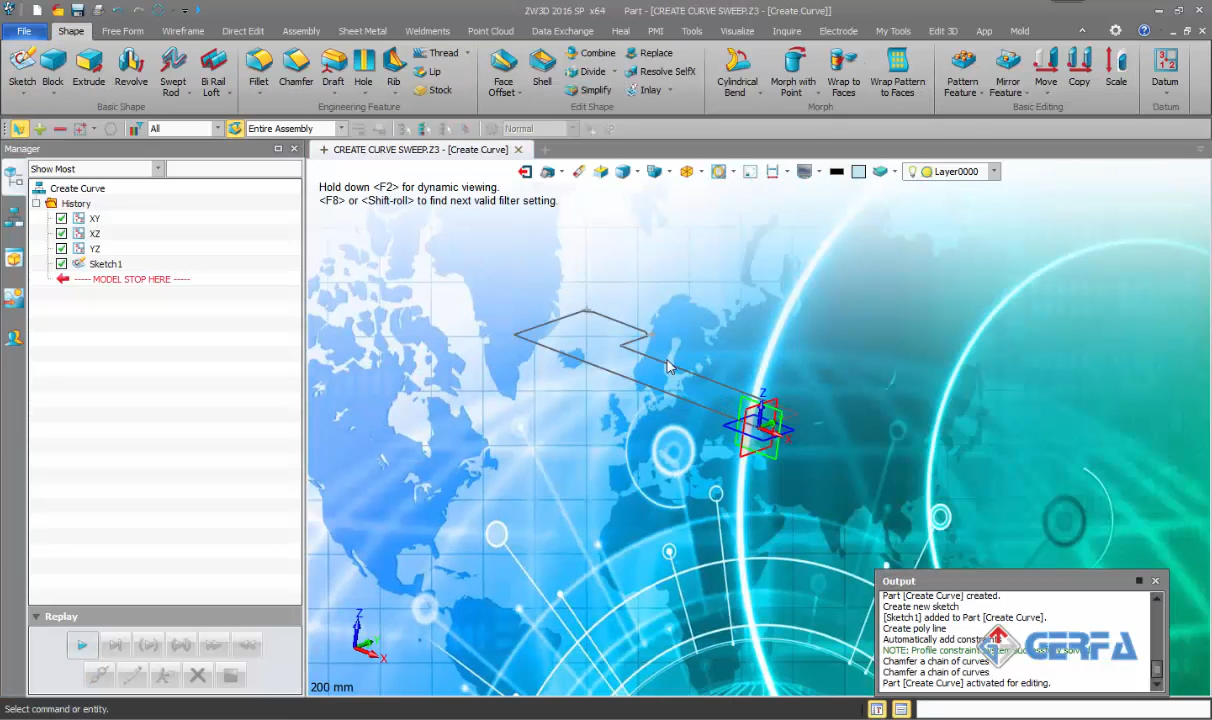 ZW3D 2016 SP x64 Part - [CREATE CURVE SWEEP.Z3 - [Create Curve]]
File Shape Free Form Wireframe Direct Edit Assembly Sheet Metal Weldments Point Cloud Data Exchange Heal PMI Tools Visualize Inquire Electrode My Tools Edit 3D App Mold
Sketch Block Extrude Revolve Swept Rod Bi Rail Loft
Basic Shape
Fillet Chamfer Draft Hole Rib Thread Lip Stock
Engineering Feature
Face Offset Shell Combine Divide Simplify Replace Resolve SelfX Inlay
Edit Shape
Cylindrical Bend Morph with Point Wrap to Faces Wrap Pattern to Faces
Morph
Pattern Feature Mirror Feature Move Copy Scale
Basic Editing
Datum
Datum
All Entire Assembly Normal
Manager
CREATE CURVE SWEEP.Z3 - [Create Curve]
Show Most
Layer0000
Create Curve
History
XY
XZ
YZ
Sketch1
----- MODEL STOP HERE -----
Hold down <F2> for dynamic viewing.
<F8> or <Shift-roll> to find next valid filter setting.
Z
X
Z
X
200 mm
Replay
Output
Part [Create Curve] created.
Create new sketch
[Sketch1] added to Part [Create Curve].
Create poly line
Automatically add constraints
NOTE: Profile constraint
Chamfer a chain of curves
Chamfer a chain of curves
Part [Create Curve] activated for editing.
GERFA
Select command or entity.